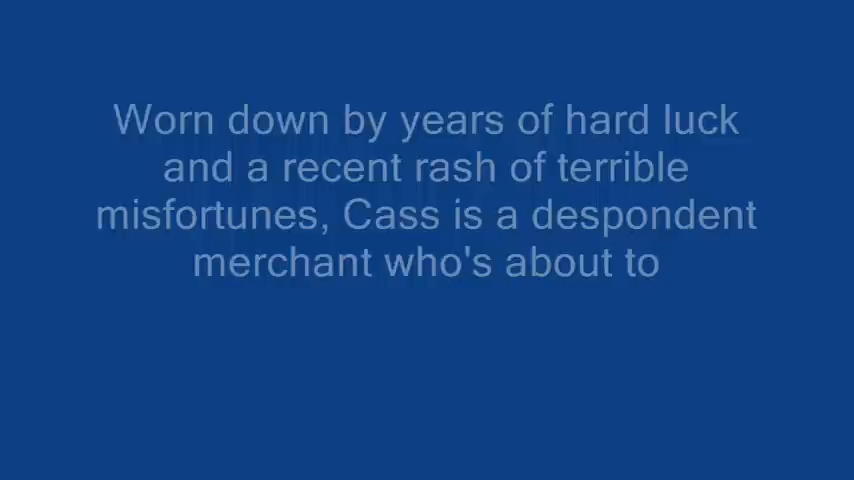 Worn down by years of hard luck
and a recent rash of terrible
misfortunes, Cass is a despondent
merchant who's about to